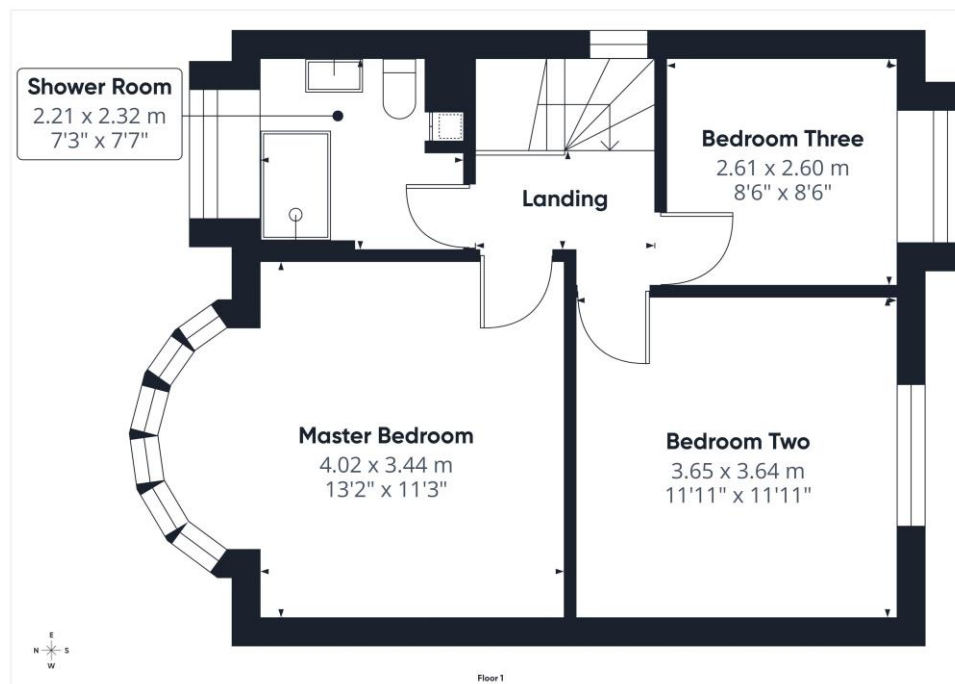 Shower Room
2.21 x 2.32 m
7'3" x 7'7"
Bedroom Three
2.61 x 2.60 m
8'6" x 8'6"
Landing
Master Bedroom
4.02 x 3.44 m
13'2" x 11'3"
Bedroom Two
3.65 x 3.64 m
11'11" x 11'11"
E
N S
W
Floor 1